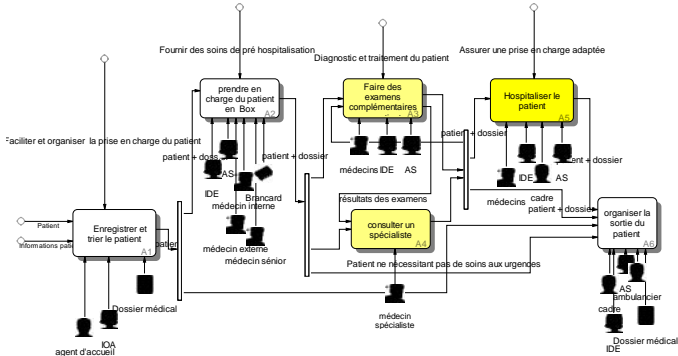 Fournir des soins de pré hospitalisation
Diagnostic et traitement du patient
Assurer une prise en charge adaptée
prendre en
charge du patient
en Box
A2
Faire des
examens
complémentaires
A3
Hospitaliser le
patient
A5
Faciliter et organiser la prise en charge du patient
patient + doss
AS
IDE
patient + dossier
Brancard
médecin interne
médecin externe
médecin sénior
médecins
IDE
AS
patient + dossier
IDE
AS
patient + dossier
médecins
cadre
patient + dossier
résultats des examens
Patient
Informations patie
Enregistrer et
trier le patient
A1
patier
consulter un
spécialiste
A4
organiser la
sortie du
patient
A6
Patient ne nécessitant pas de soins aux urgences
Dossier médical
IOA
agent d'accueil
médecin
spécialiste
AS
ambulancier
cadre
IDE
Dossier médical